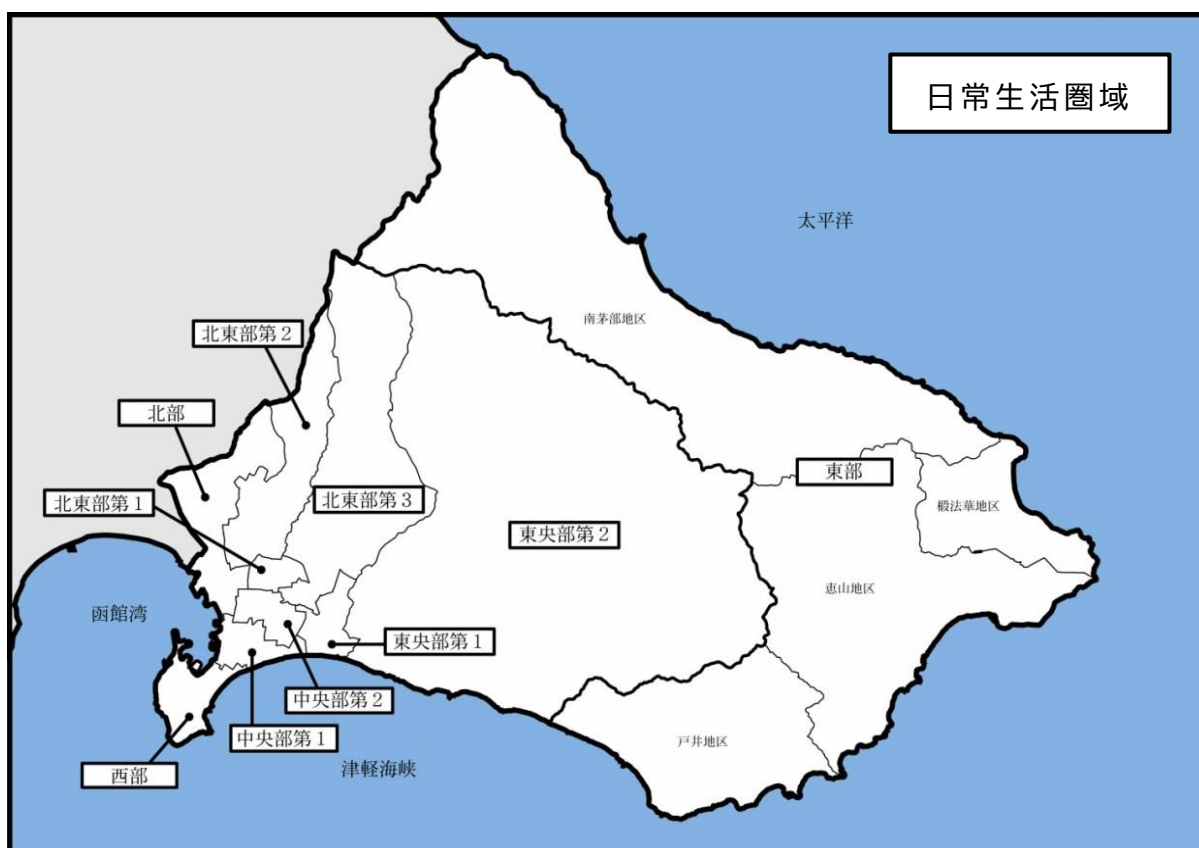 日常生活圏域
太平洋
南茅部地区
北東部第2
北部
東部
北東部第1
北東部第3
椴法華地区
東央部第2
恵山地区
函館湾
東央部第1
中央部第2
中央部第1
戸井地区
西部
津軽海峡